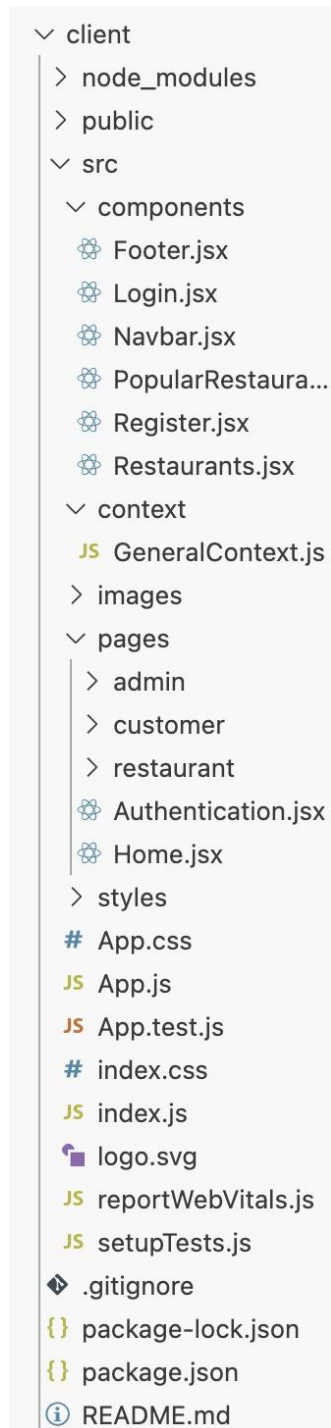 client
node_modules
public
src
components
Footer.jsx
Login.jsx
Navbar.jsx
PopularRestaura...
Register.jsx
Restaurants.jsx
context
JS GeneralContext.js
images
pages
admin
customer
restaurant
Authentication.jsx
Home.jsx
styles
# App.css
JS App.js
JS App.test.js
# index.css
JS index.js
logo.svg
JS reportWebVitals.js
JS setupTests.js
.gitignore
{} package-lock.json
{} package.json
README.md